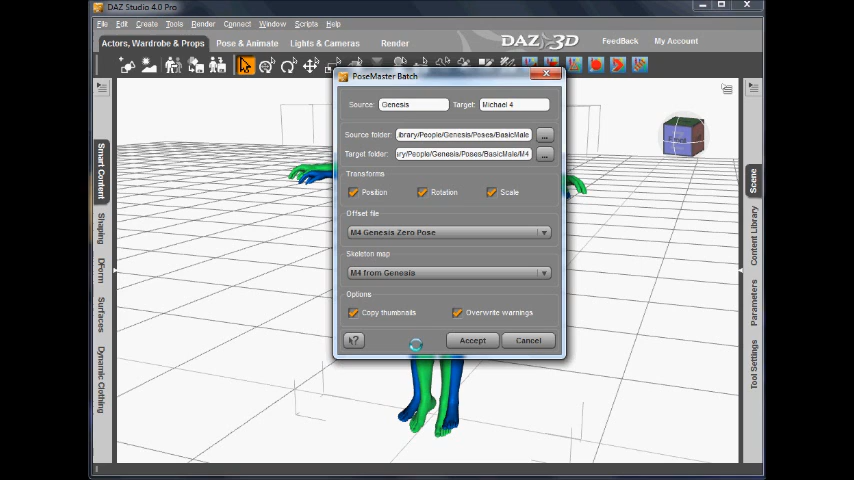 DAZ Studio 4.0 Pro
File Edit Create Tools Render Connect Window Scripts Help
Actors, Wardrobe & Props Pose & Animate Lights & Cameras Render
DAZ 3D FeedBack My Account
PoseMaster Batch
Source: Genesis Target: Michael 4
Source folder: ibrary/People/Genesis/Poses/BasicMale ...
Target folder: ry/People/Genesis/Poses/BasicMale/M4 ...
Transforms
Position Rotation Scale
Offset file
M4 Genesis Zero Pose
Skeleton map
M4 from Genesis
Options
Copy thumbnails Overwrite warnings
Accept Cancel
Smart Content
Shaping
DForm
Surfaces
Dynamic Clothing
Scene
Content Library
Parameters
Tool Settings